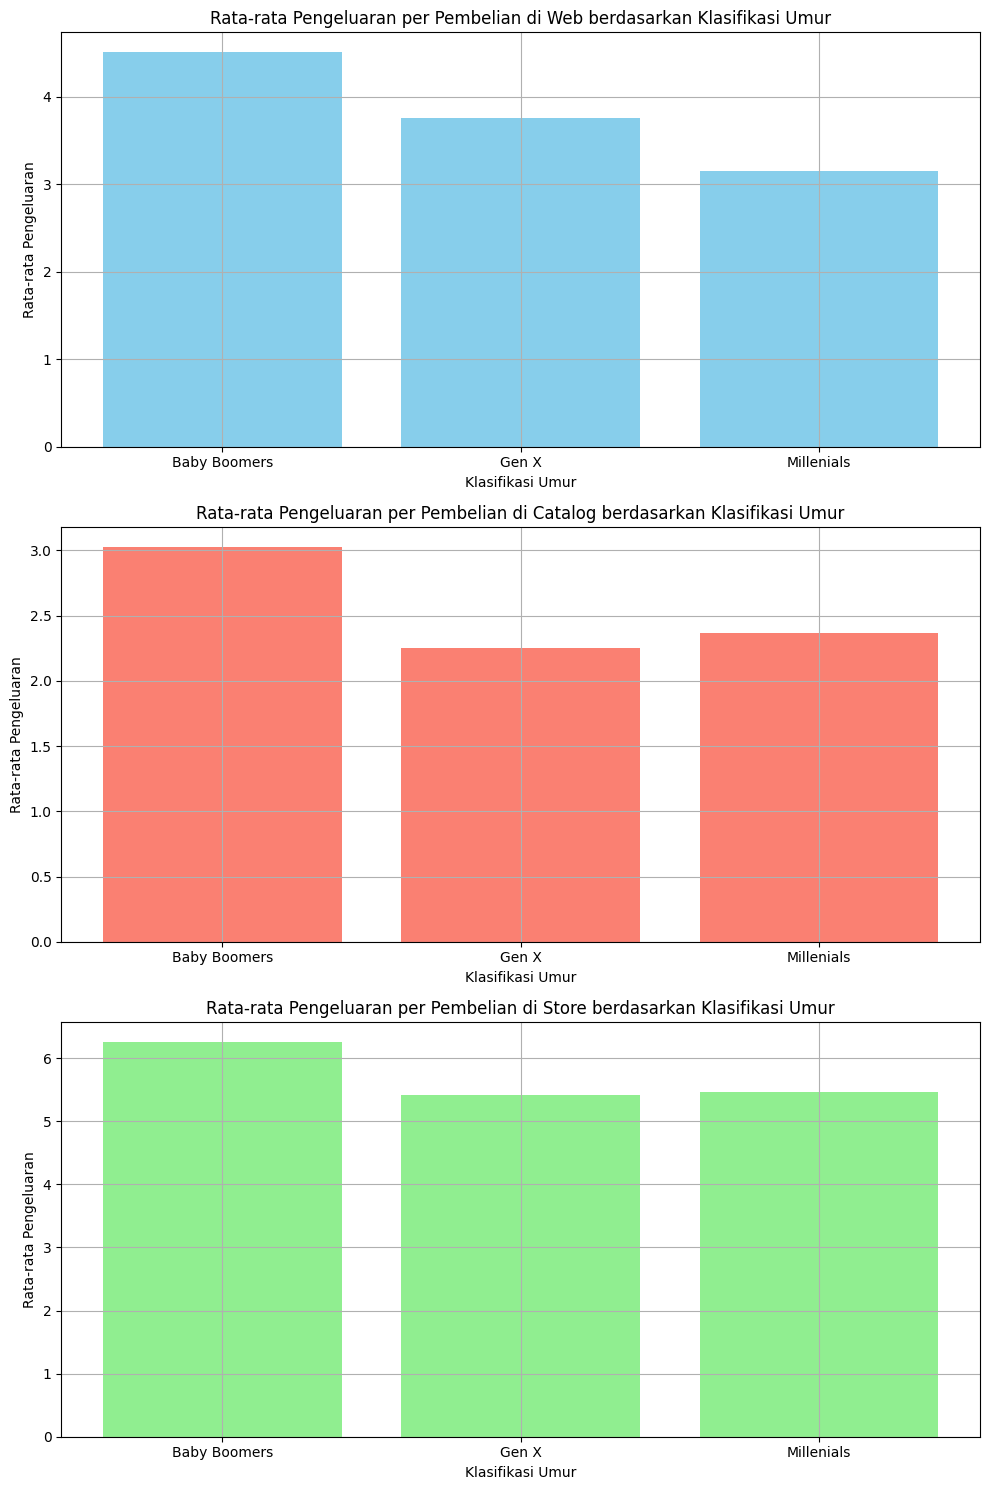 Rata-rata Pengeluaran per Pembelian di Web berdasarkan Klasifikasi Umur
Rata-rata Pengeluaran
4
3
2
1
0
Baby Boomers
Gen X
Millenials
Klasifikasi Umur
Rata-rata Pengeluaran per Pembelian di Catalog berdasarkan Klasifikasi Umur
Rata-rata Pengeluaran
3.0
2.5
2.0
1.5
1.0
0.5
0.0
Baby Boomers
Gen X
Millenials
Klasifikasi Umur
Rata-rata Pengeluaran per Pembelian di Store berdasarkan Klasifikasi Umur
Rata-rata Pengeluaran
6
5
4
3
2
1
0
Baby Boomers
Gen X
Millenials
Klasifikasi Umur